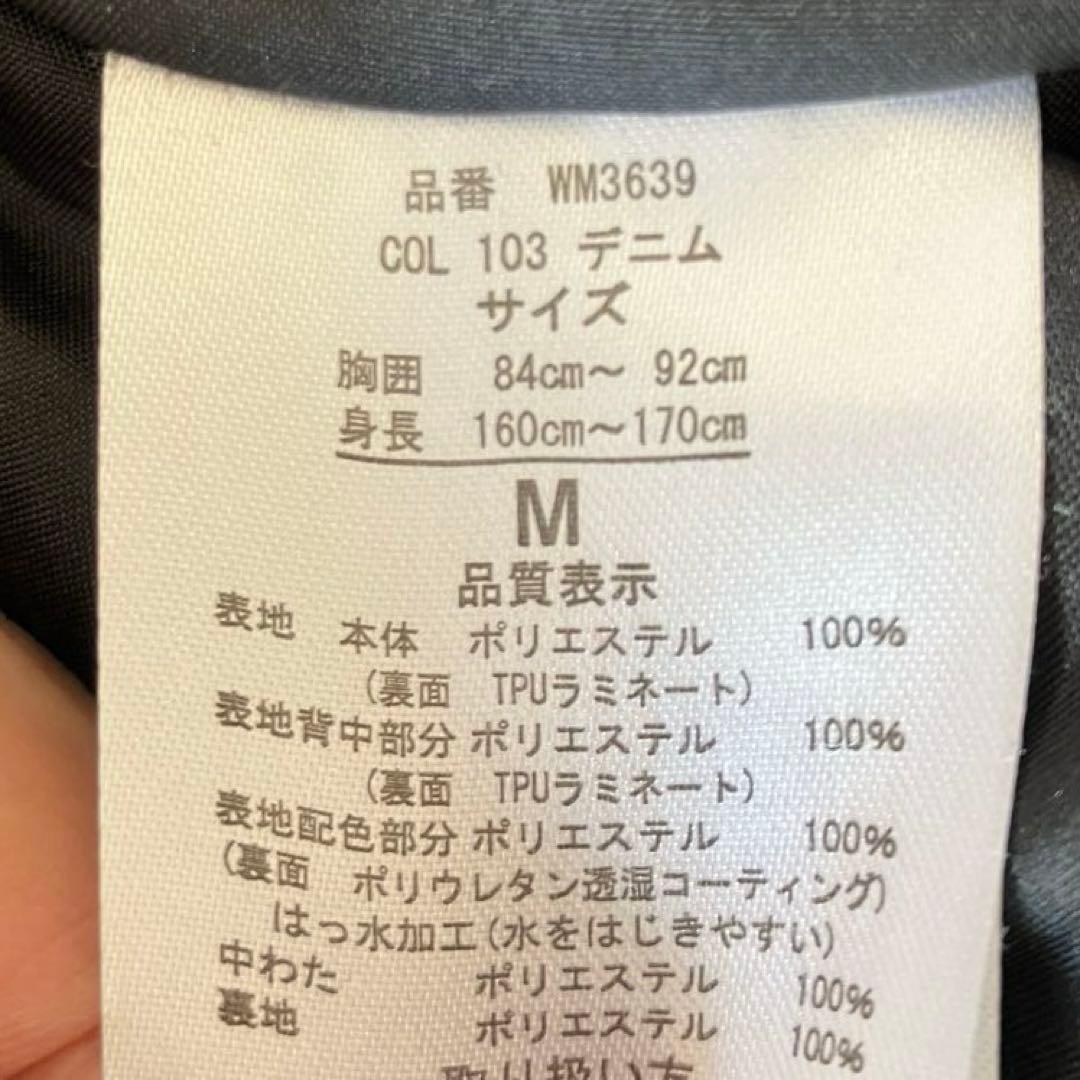 品番 WM3639
COL 103 デニム
サイズ
胸囲 84cm～ 92cm
身長 160cm～170cm
M
品質表示
表地 本体 ポリエステル 100%
(裏面 TPUラミネート)
表地背中部分 ポリエステル 100%
(裏面 TPUラミネート)
表地配色部分 ポリエステル 100%
(裏面 ポリウレタン透湿コーティング)
はっ水加工(水をはじきやすい)
中わた ポリエステル 100%
裏地 ポリエステル 100%
取り扱い方